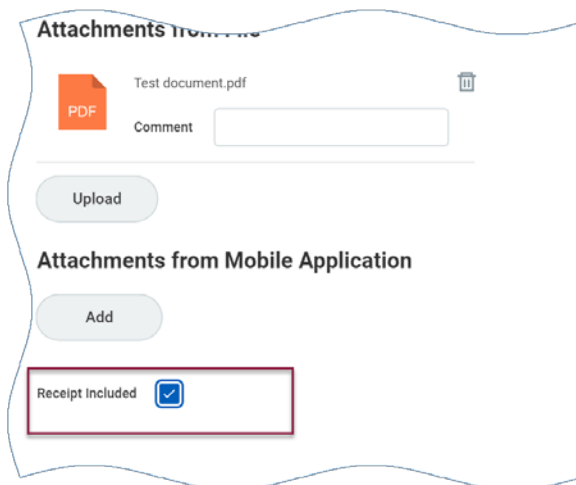 Attachments from File
Test document.pdf
PDF
Comment
Upload
Attachments from Mobile Application
Add
Receipt Included